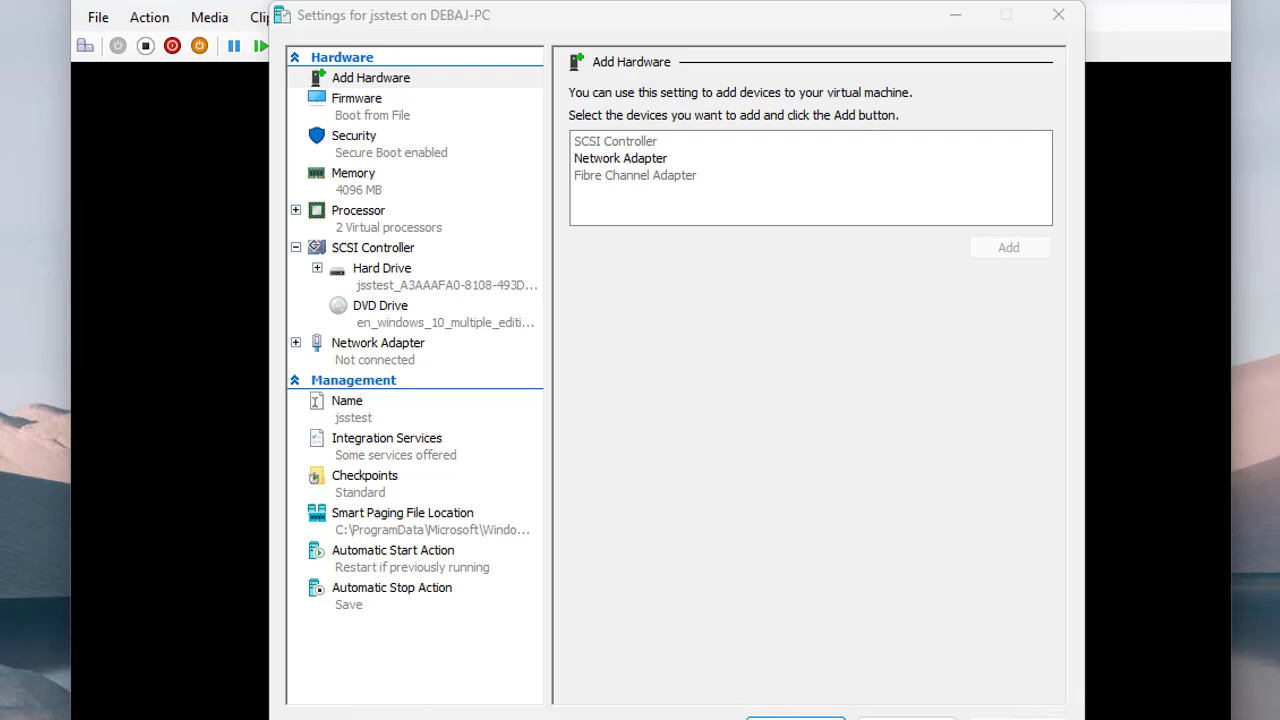 File Action Media Cli
Settings for jsstest on DEBAJ-PC
Hardware
Add Hardware
Firmware
Boot from File
Security
Secure Boot enabled
Memory
4096 MB
Processor
2 Virtual processors
SCSI Controller
Hard Drive
jsstest_A3AAAFA0-8108-493D...
DVD Drive
en_windows_10_multiple_editi...
Network Adapter
Not connected
Management
Name
jsstest
Integration Services
Some services offered
Checkpoints
Standard
Smart Paging File Location
C:\ProgramData\Microsoft\Windo...
Automatic Start Action
Restart if previously running
Automatic Stop Action
Save
Add Hardware
You can use this setting to add devices to your virtual machine.
Select the devices you want to add and click the Add button.
SCSI Controller
Network Adapter
Fibre Channel Adapter
Add